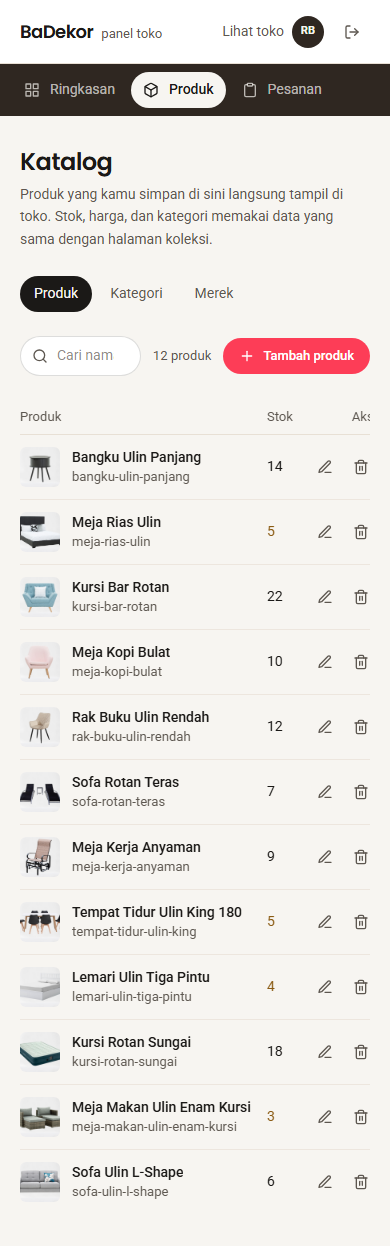 BaDekor panel toko Lihat toko RB
Ringkasan Produk Pesanan
Katalog
Produk yang kamu simpan di sini langsung tampil di
toko. Stok, harga, dan kategori memakai data yang
sama dengan halaman koleksi.
Produk Kategori Merek
Cari nam 12 produk + Tambah produk
Produk Stok Aks
Bangku Ulin Panjang 14
bangku-ulin-panjang
Meja Rias Ulin 5
meja-rias-ulin
Kursi Bar Rotan 22
kursi-bar-rotan
Meja Kopi Bulat 10
meja-kopi-bulat
Rak Buku Ulin Rendah 12
rak-buku-ulin-rendah
Sofa Rotan Teras 7
sofa-rotan-teras
Meja Kerja Anyaman 9
meja-kerja-anyaman
Tempat Tidur Ulin King 180 5
tempat-tidur-ulin-king
Lemari Ulin Tiga Pintu 4
lemari-ulin-tiga-pintu
Kursi Rotan Sungai 18
kursi-rotan-sungai
Meja Makan Ulin Enam Kursi 3
meja-makan-ulin-enam-kursi
Sofa Ulin L-Shape 6
sofa-ulin-l-shape